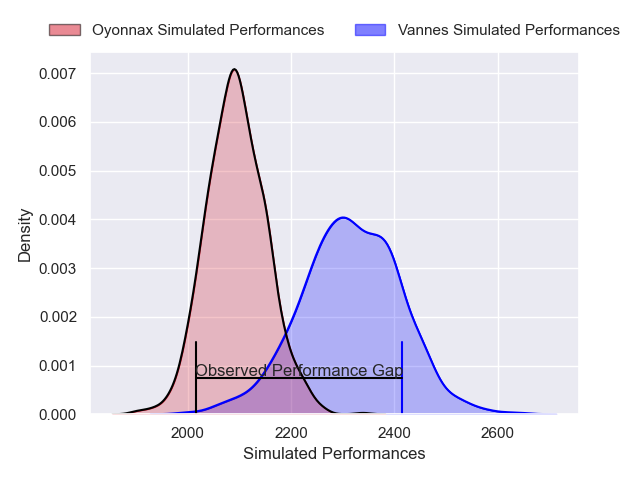 Oyonnax Simulated Performances
Vannes Simulated Performances
0.007
0.006
0.005
0.004
0.003
0.002
0.001
0.000
Density
Observed Performance Gap
2000
2200
2400
2600
Simulated Performances